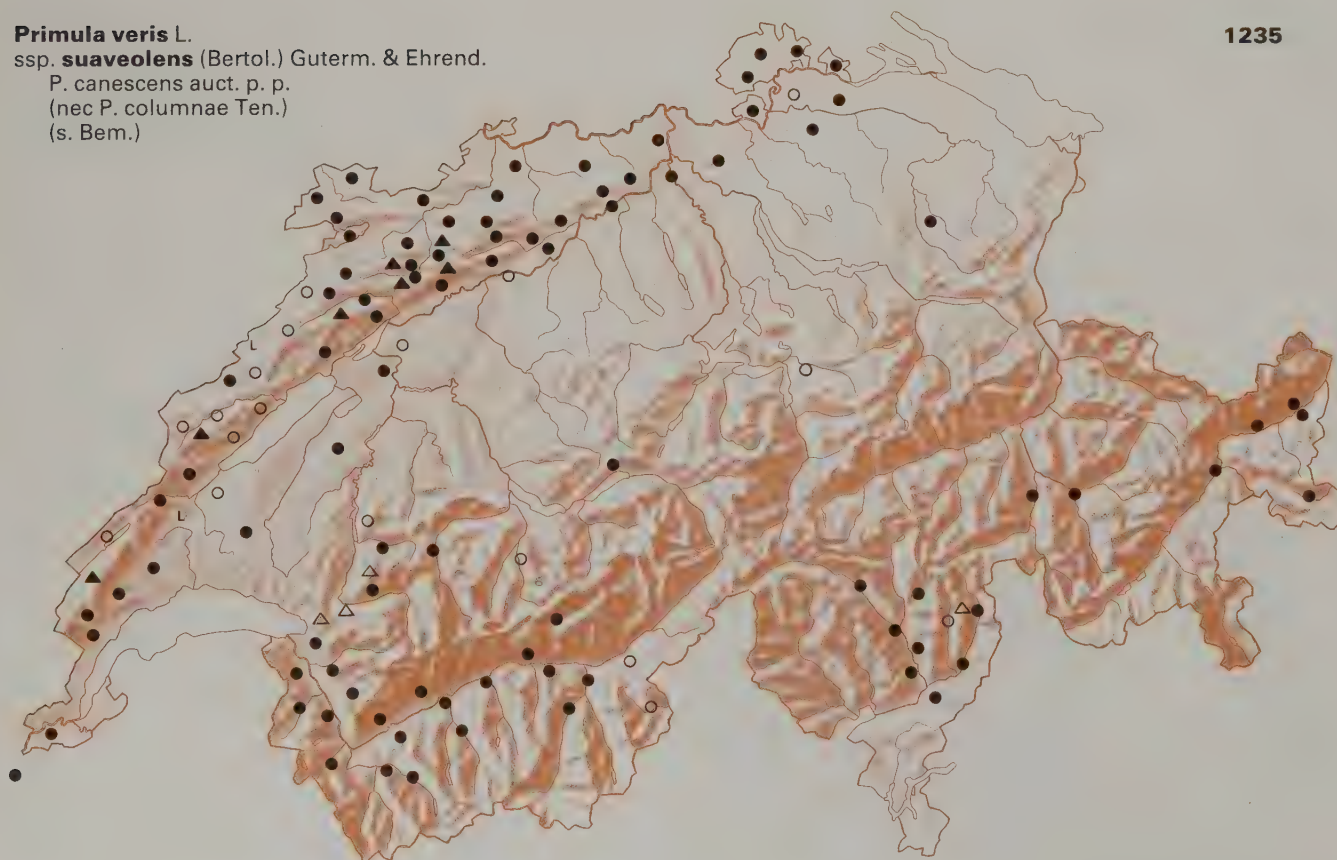 Primula veris L.
ssp. suaveolens (Bertol.) Guterm. & Ehrend.
P. canescens auct. p. p.
(nec P. columnae Ten.)
(s. Bem.)
1235
L
L